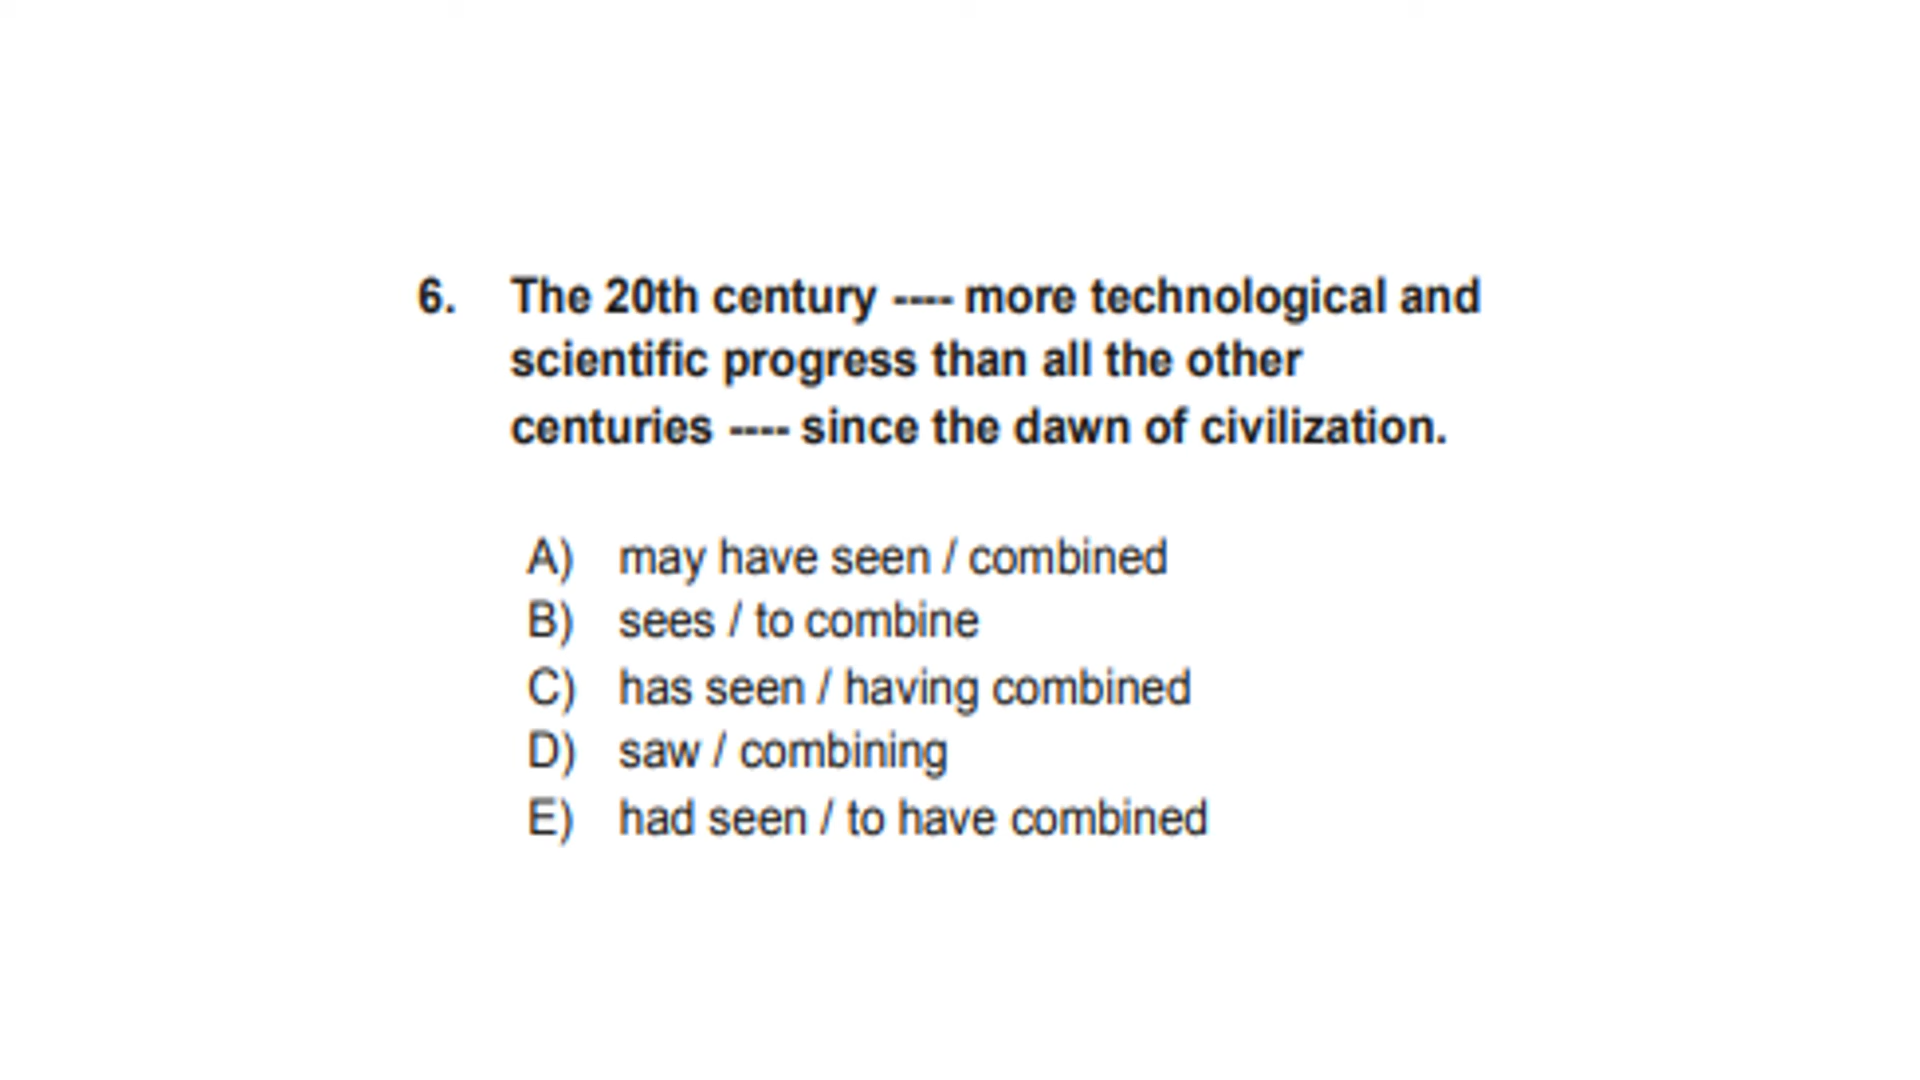 6. The 20th century ---- more technological and
scientific progress than all the other
centuries ---- since the dawn of civilization.
A) may have seen / combined
B) sees / to combine
C) has seen / having combined
D) saw / combining
E) had seen / to have combined